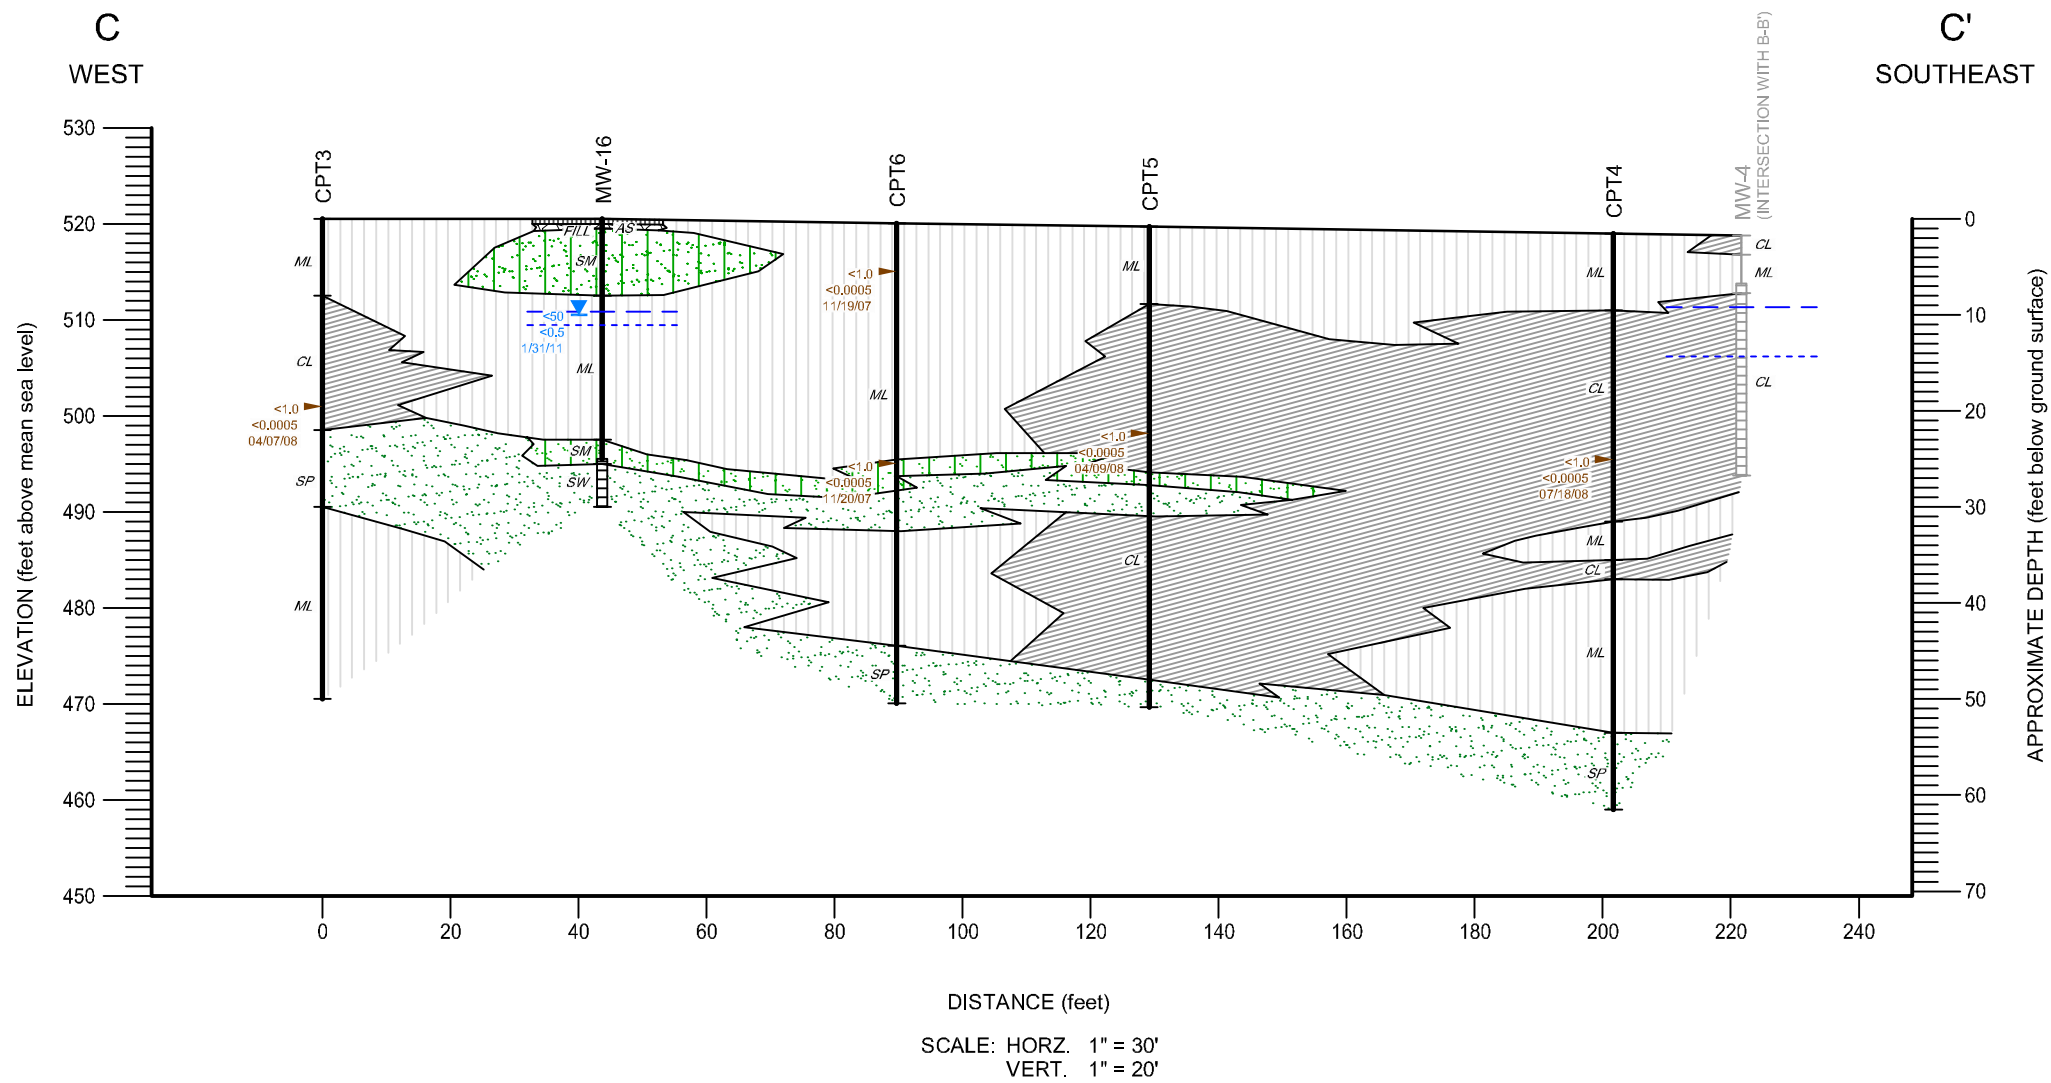 C
WEST
C'
SOUTHEAST
CPT3
MW-16
CPT6
CPT5
CPT4
MW-4
(INTERSECTION WITH B-B')
ELEVATION (feet above mean sea level)
530
520
510
500
490
480
470
460
450
APPROXIMATE DEPTH (feet below ground surface)
0
10
20
30
40
50
60
70
ML
CL
<1.0
<0.0005
04/07/08
SP
ML
FILL
AS
SM
<50
<0.5
1/31/11
ML
SM
SW
<1.0
<0.0005
11/19/07
ML
<1.0
<0.0005
11/20/07
SP
ML
<1.0
<0.0005
04/09/08
CL
ML
CL
<1.0
<0.0005
07/18/08
ML
CL
ML
SP
CL
ML
CL
0 20 40 60 80 100 120 140 160 180 200 220 240
DISTANCE (feet)
SCALE: HORZ. 1" = 30'
VERT. 1" = 20'